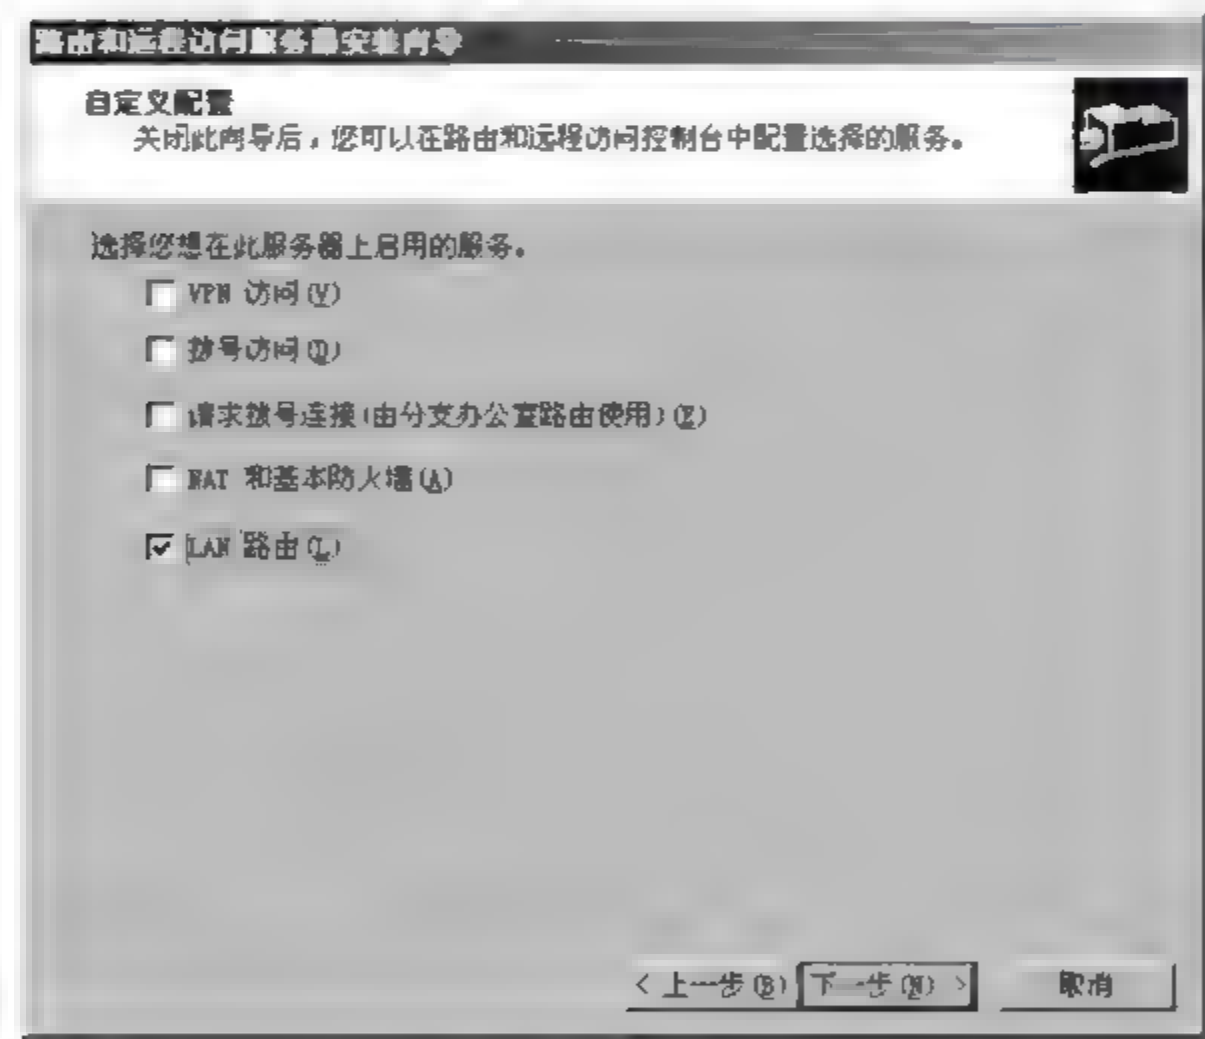 路由和远程访问服务器安装向导
自定义配置
关闭此向导后，您可以在路由和远程访问控制台中配置选择的服务。
选择您想在此服务器上启用的服务。
VPN 访问(V)
拨号访问(D)
请求拨号连接(由分支办公室路由使用)(E)
NAT 和基本防火墙(A)
LAN 路由(L)
< 上一步(B) 下一步(N) > 取消